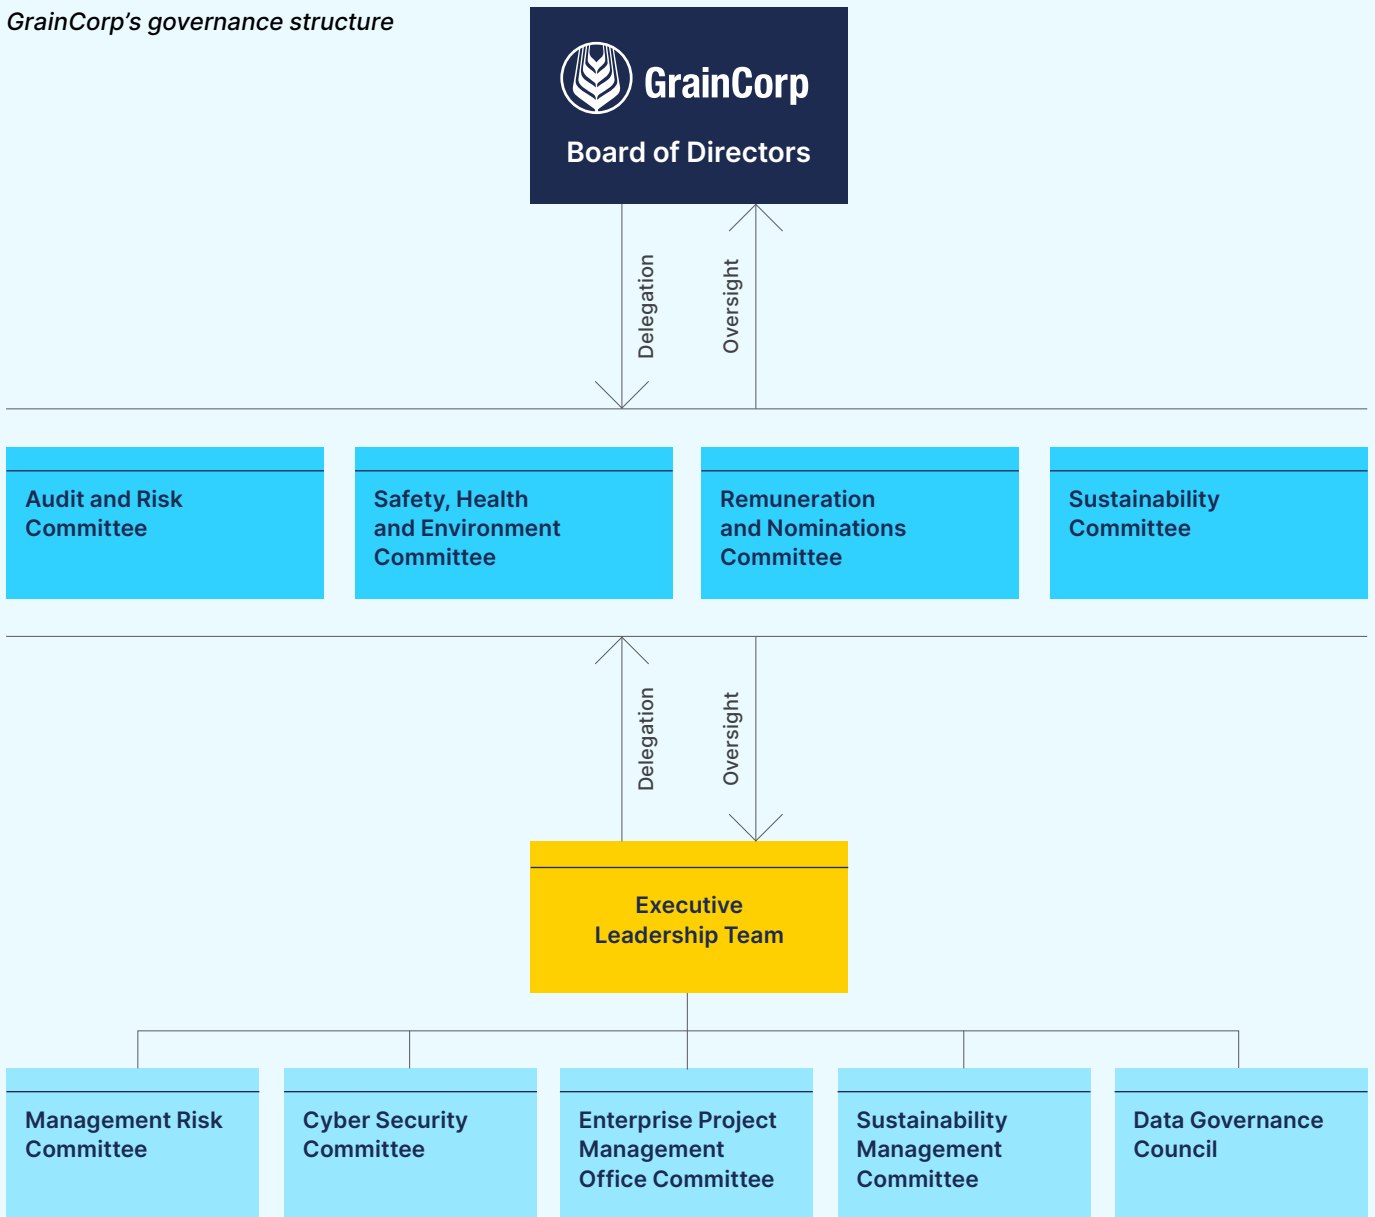 GrainCorp’s governance structure
GrainCorp
Board of Directors
Delegation
Oversight
Audit and Risk
Committee
Safety, Health
and Environment
Committee
Remuneration
and Nominations
Committee
Sustainability
Committee
Delegation
Oversight
Executive
Leadership Team
Management Risk
Committee
Cyber Security
Committee
Enterprise Project
Management
Office Committee
Sustainability
Management
Committee
Data Governance
Council